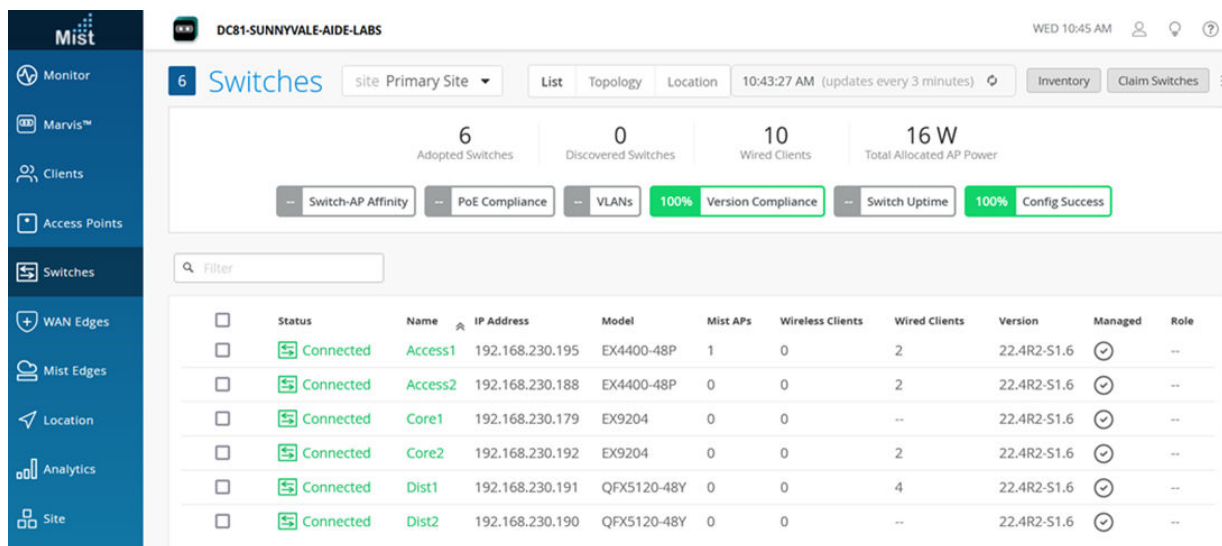 Mist
DC81-SUNNYVALE-AIDE-LABS
WED 10:45 AM
Monitor
Marvis™
Clients
Access Points
Switches
WAN Edges
Mist Edges
Location
Analytics
Site
6 Switches site Primary Site List Topology Location 10:43:27 AM (updates every 3 minutes) Inventory Claim Switches
6 0 10 16 W
Adopted Switches Discovered Switches Wired Clients Total Allocated AP Power
-- Switch-AP Affinity -- PoE Compliance -- VLANs 100% Version Compliance -- Switch Uptime 100% Config Success
Filter
Status Name IP Address Model Mist APs Wireless Clients Wired Clients Version Managed Role
Connected Access1 192.168.230.195 EX4400-48P 1 0 2 22.4R2-S1.6 --
Connected Access2 192.168.230.188 EX4400-48P 0 0 2 22.4R2-S1.6 --
Connected Core1 192.168.230.179 EX9204 0 0 -- 22.4R2-S1.6 --
Connected Core2 192.168.230.192 EX9204 0 0 2 22.4R2-S1.6 --
Connected Dist1 192.168.230.191 QFX5120-48Y 0 0 4 22.4R2-S1.6 --
Connected Dist2 192.168.230.190 QFX5120-48Y 0 0 -- 22.4R2-S1.6 --